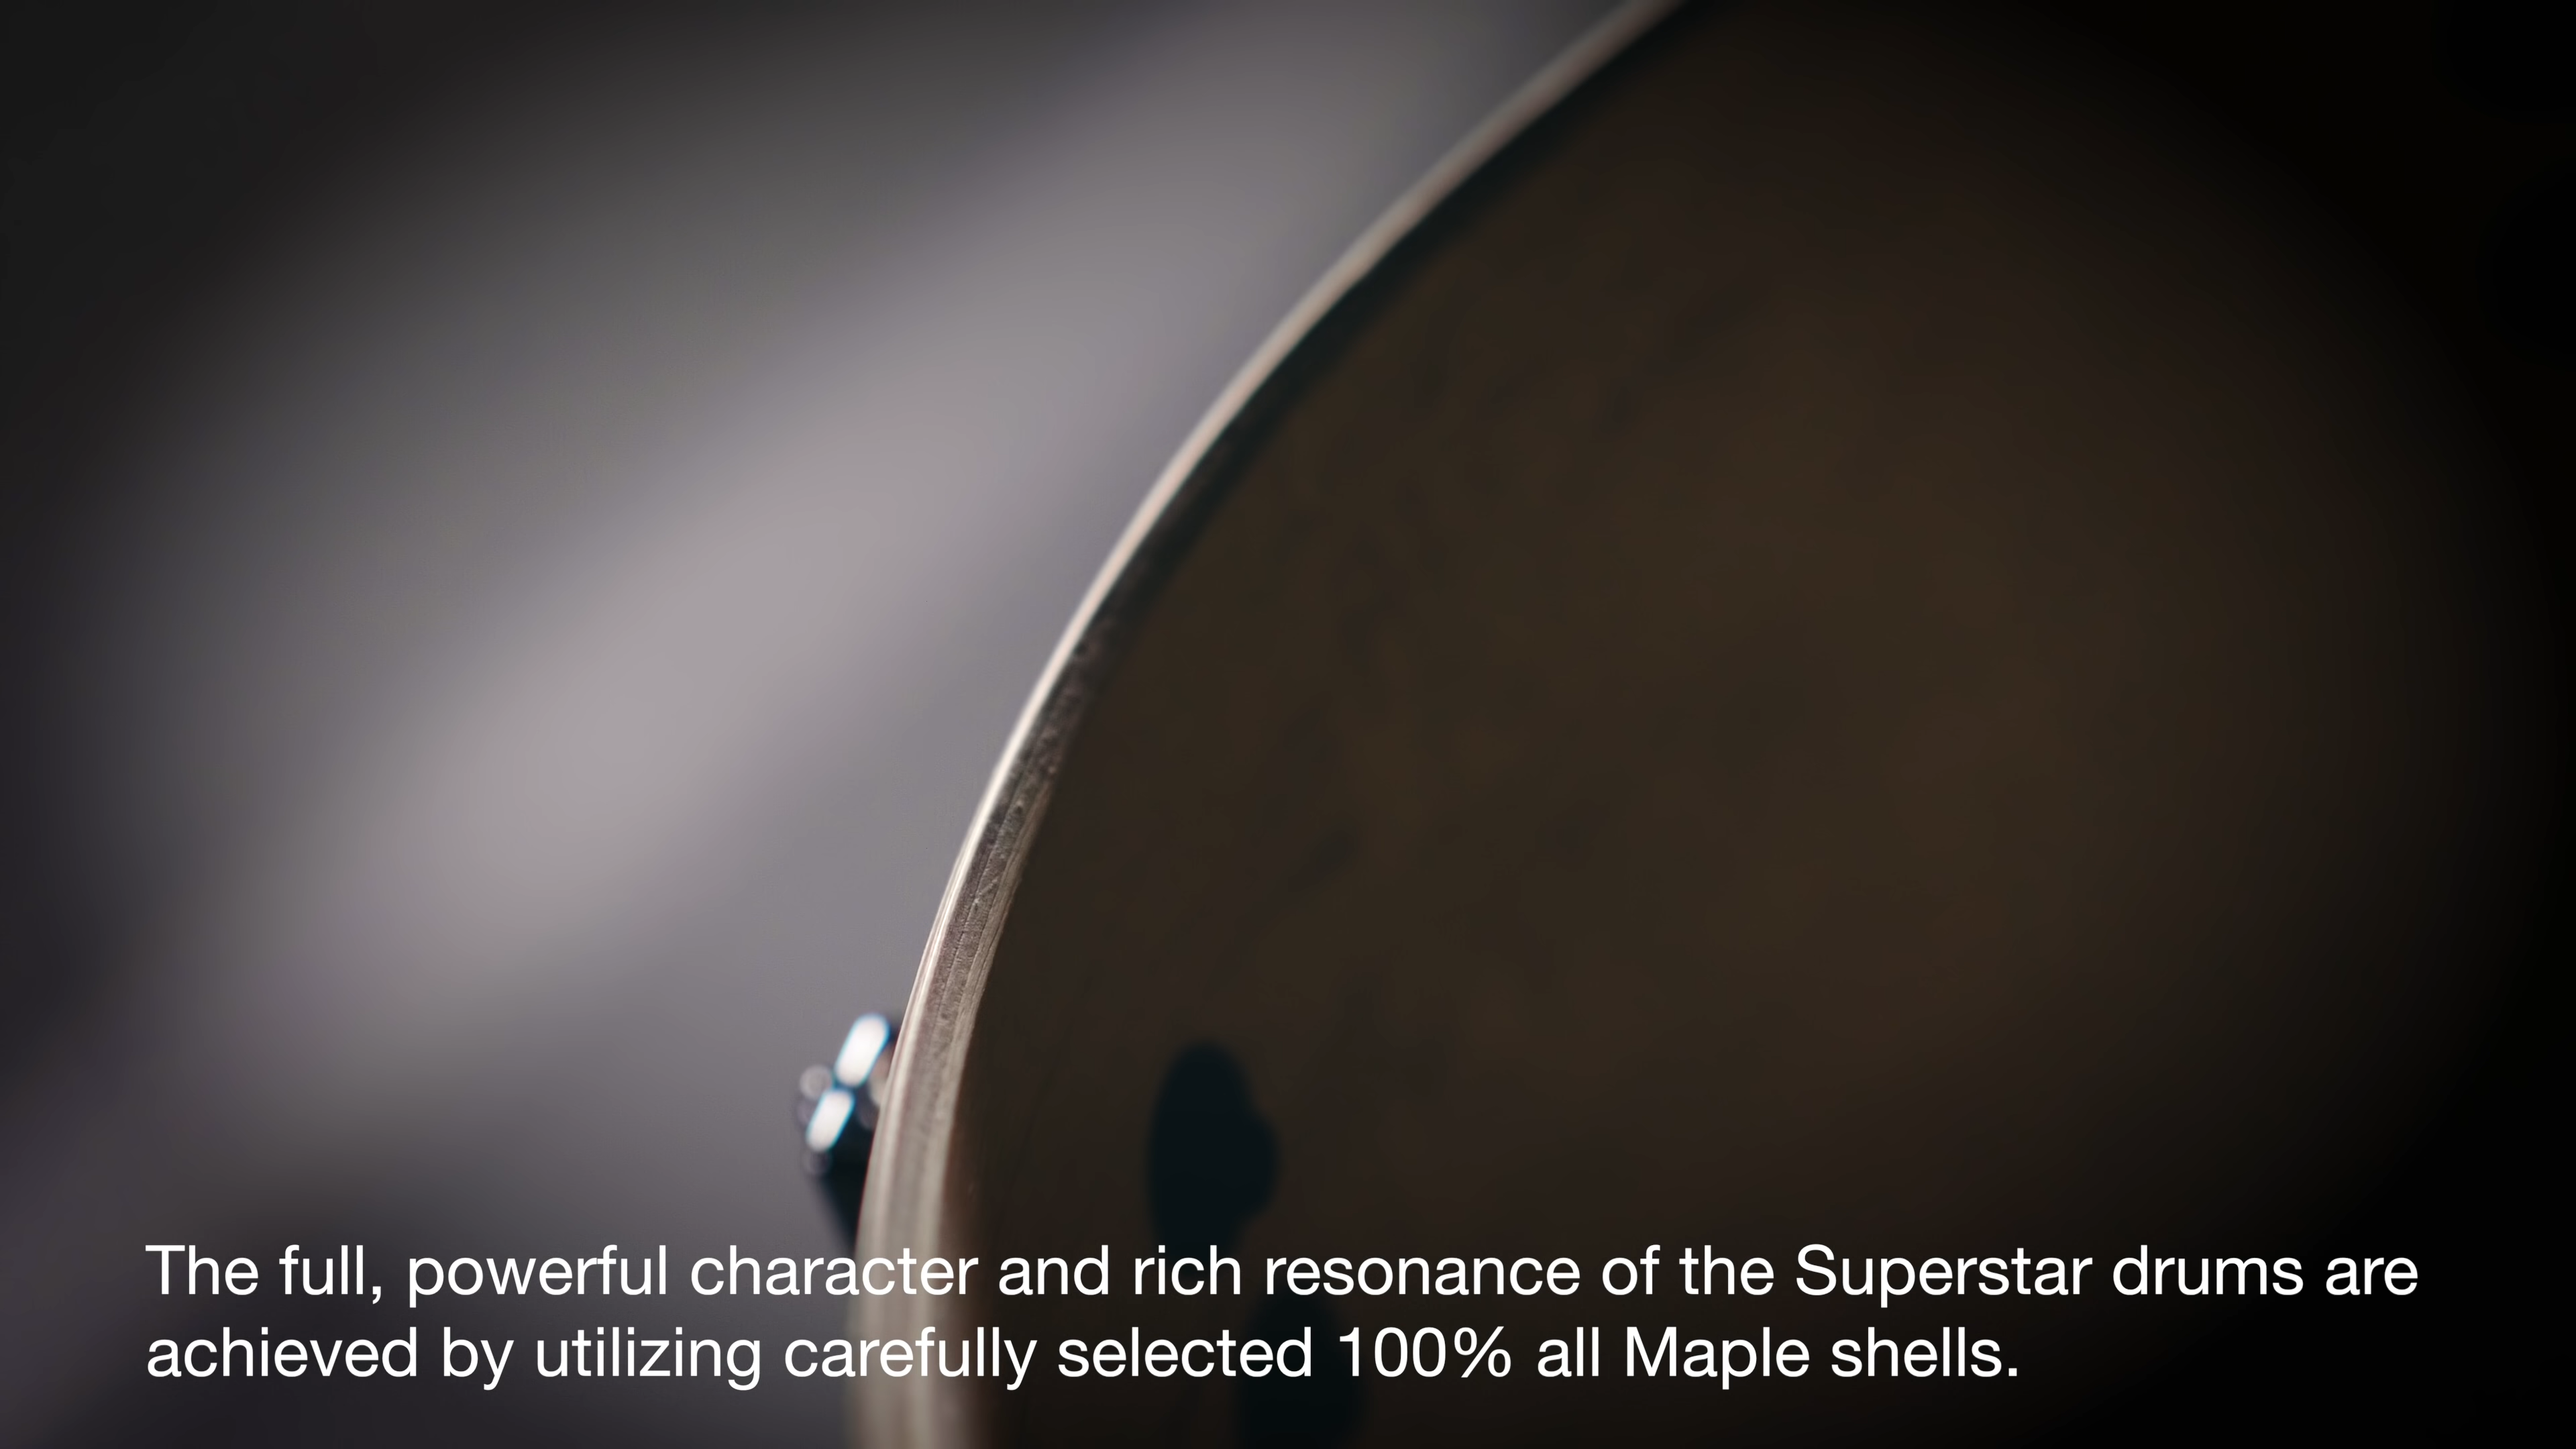 The full, powerful character and rich resonance of the Superstar drums are
achieved by utilizing carefully selected 100% all Maple shells.